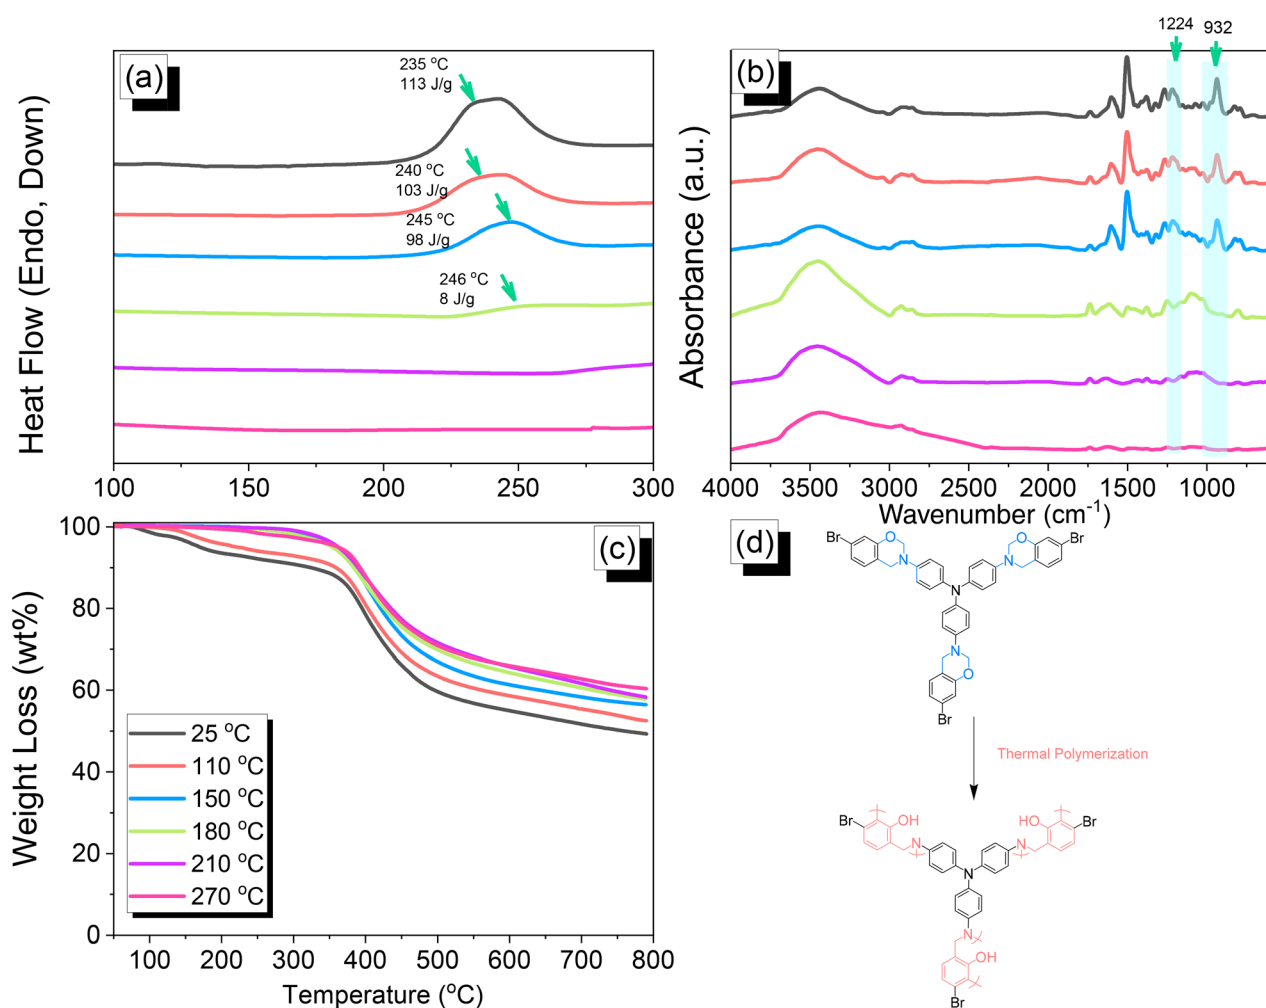 (a)
235 °C
113 J/g
240 °C
103 J/g
245 °C
98 J/g
246 °C
8 J/g
Heat Flow (Endo, Down)
100 150 200 250 300
(b)
1224 932
Absorbance (a.u.)
4000 3500 3000 2500 2000 1500 1000
Wavenumber (cm⁻¹)
(c)
Weight Loss (wt%)
100
80
60
40
20
0
25 °C
110 °C
150 °C
180 °C
210 °C
270 °C
100 200 300 400 500 600 700 800
Temperature (°C)
(d)
Br O N N O Br
N
N
O
Br
Thermal Polymerization
Br OH HO Br
N N
N
N
OH
Br